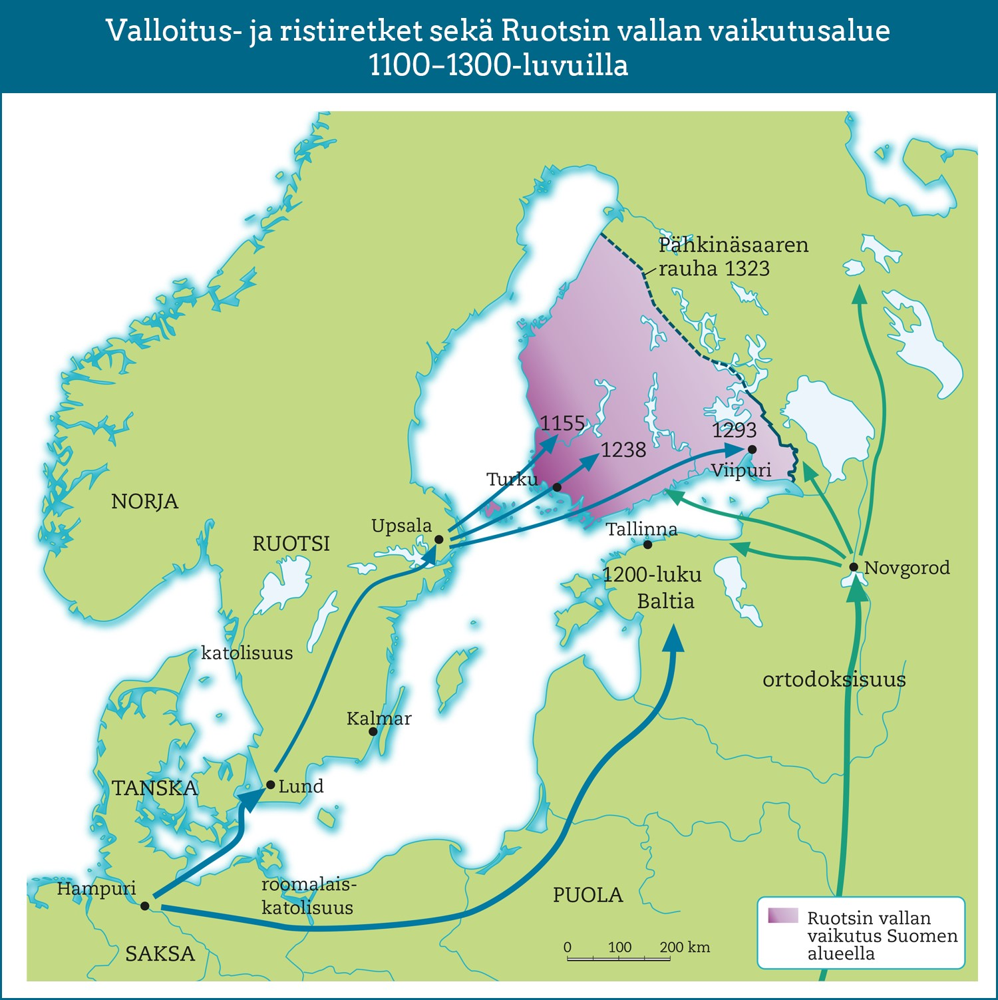 Valloitus- ja ristiretket sekä Ruotsin vallan vaikutusalue
1100–1300-luvuilla
Pähkinäsaaren
rauha 1323
1155
1238
1293
Viipuri
Turku
NORJA
RUOTSI
Upsala
Tallinna
1200-luku
Baltia
Novgorod
katolisuus
ortodoksisuus
Kalmar
TANSKA
Lund
Hampuri
roomalais-
katolisuus
PUOLA
SAKSA
0 100 200 km
Ruotsin vallan
vaikutus Suomen
alueella